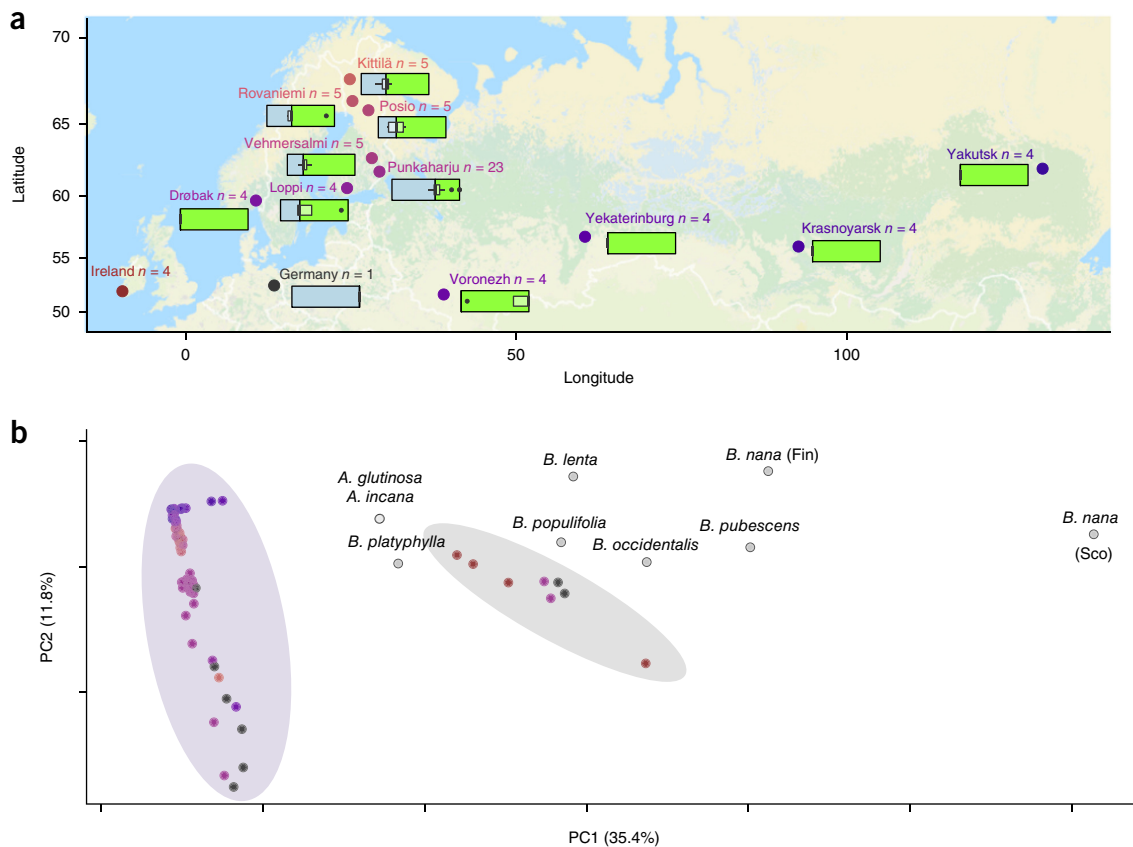 a
70
65
60
55
50
Latitude
Kittilä n = 5
Rovaniemi n = 5
Posio n = 5
Vehmersalmi n = 5
Punkaharju n = 23
Yakutsk n = 4
Drøbak n = 4
Loppi n = 4
Yekaterinburg n = 4
Krasnoyarsk n = 4
Ireland n = 4
Germany n = 1
Voronezh n = 4
0
50
100
Longitude
b
B. lenta
B. nana (Fin)
A. glutinosa
A. incana
B. populifolia
B. pubescens
B. nana
(Sco)
B. platyphylla
B. occidentalis
PC2 (11.8%)
PC1 (35.4%)